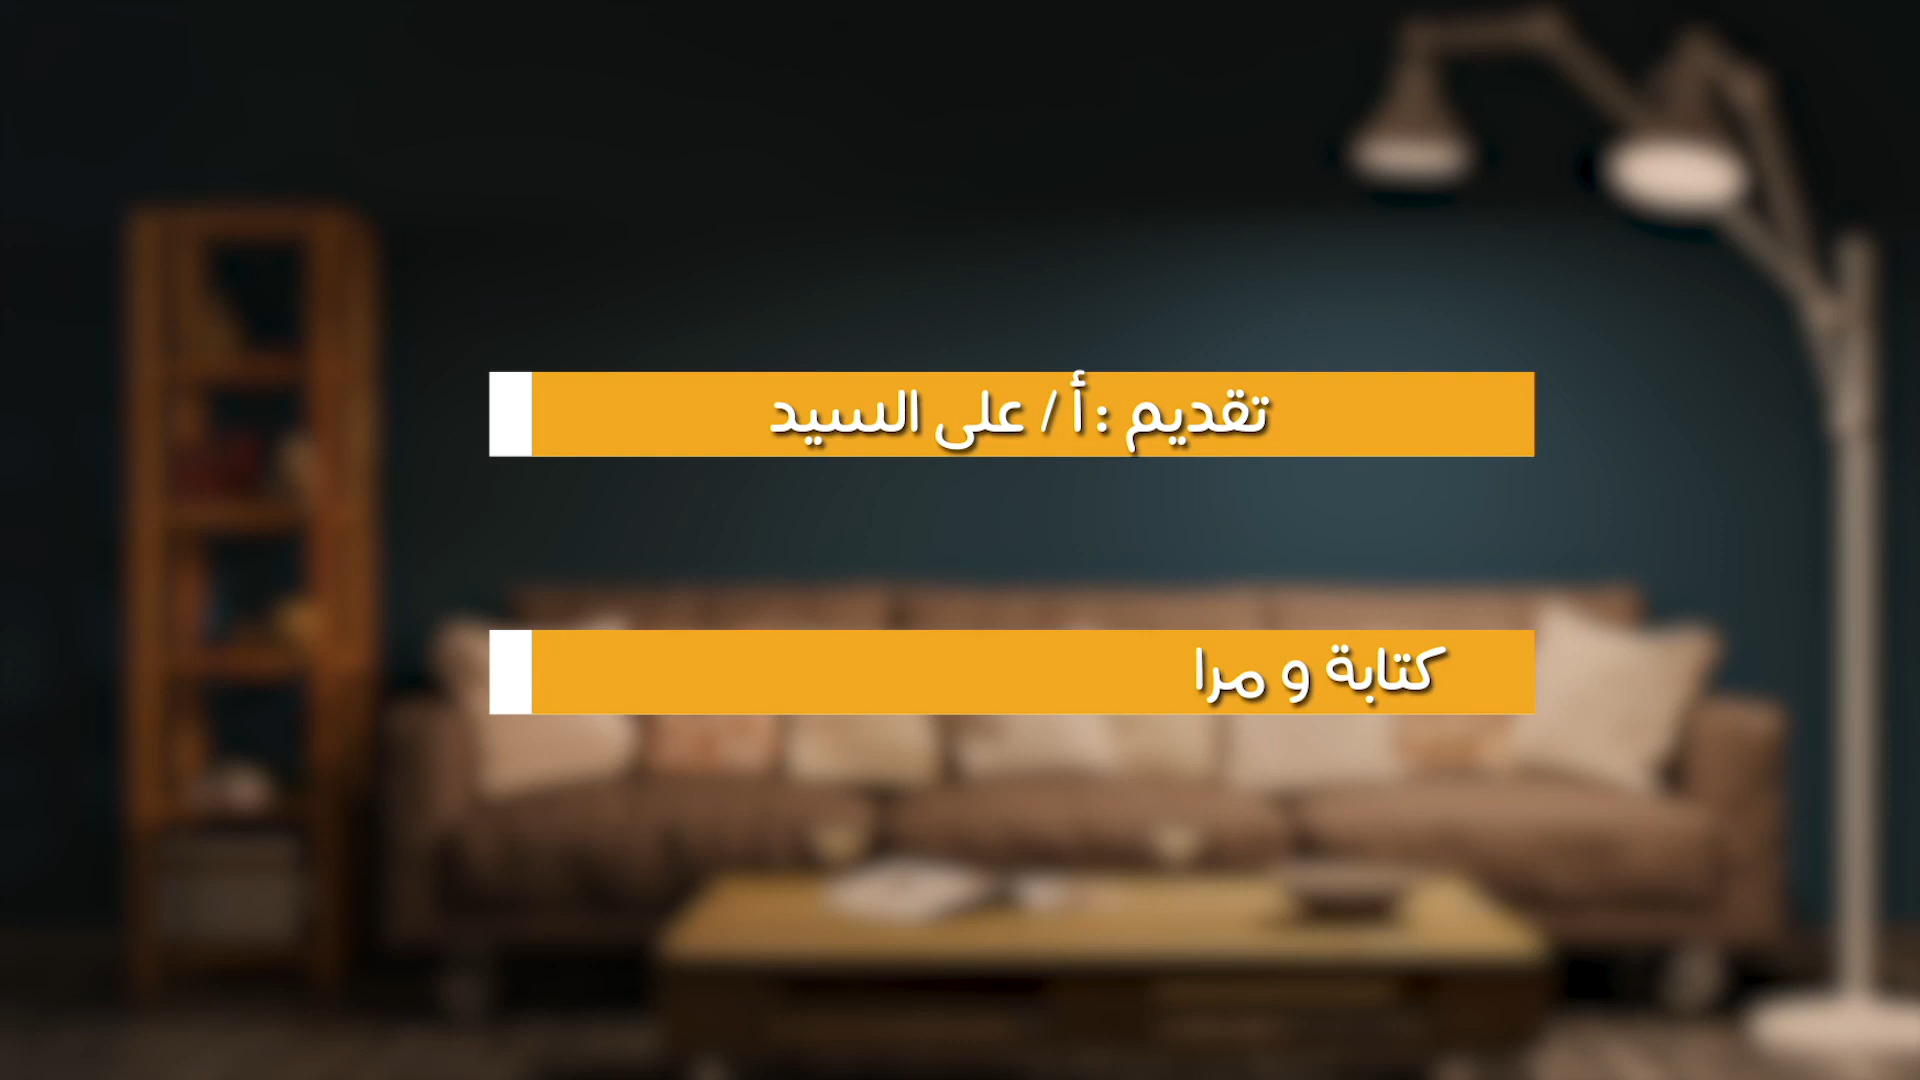 تقديم : أ / على السيد
كتابة و مرا